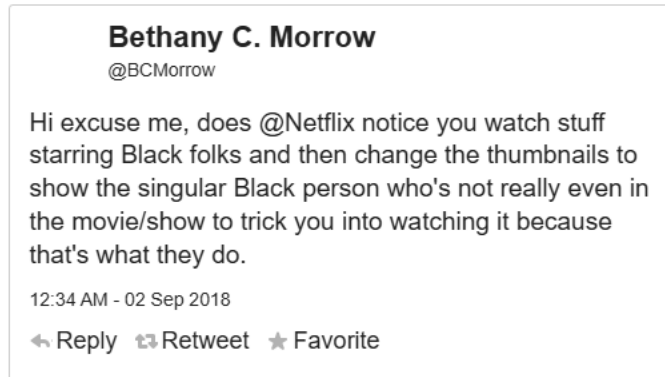 Bethany C. Morrow
@BCMorrow
Hi excuse me, does @Netflix notice you watch stuff
starring Black folks and then change the thumbnails to
show the singular Black person who's not really even in
the movie/show to trick you into watching it because
that's what they do.
12:34 AM - 02 Sep 2018
Reply Retweet Favorite